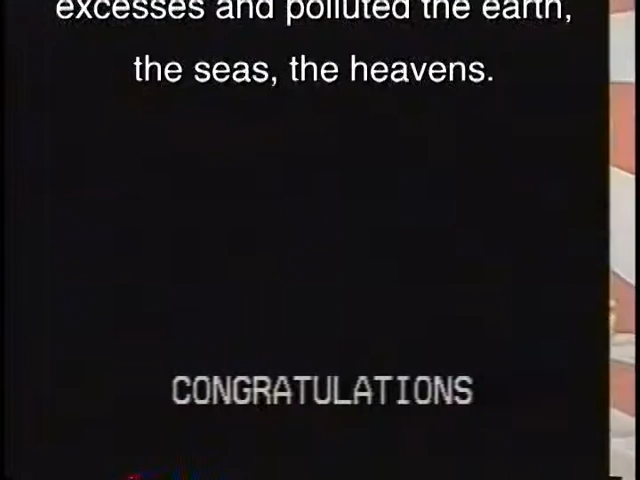 excesses and polluted the earth,
the seas, the heavens.
CONGRATULATIONS